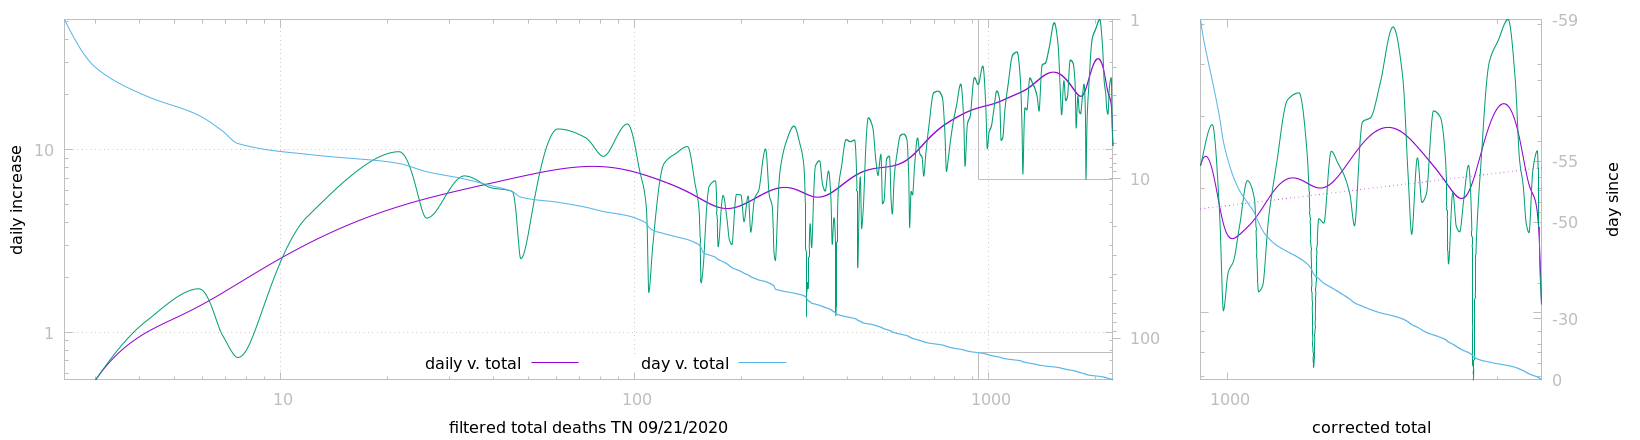 daily increase
10
1
daily v. total
day v. total
10
100
1000
filtered total deaths TN 09/21/2020
1
10
100
1000
corrected total
-59
-55
-50
-30
0
day since